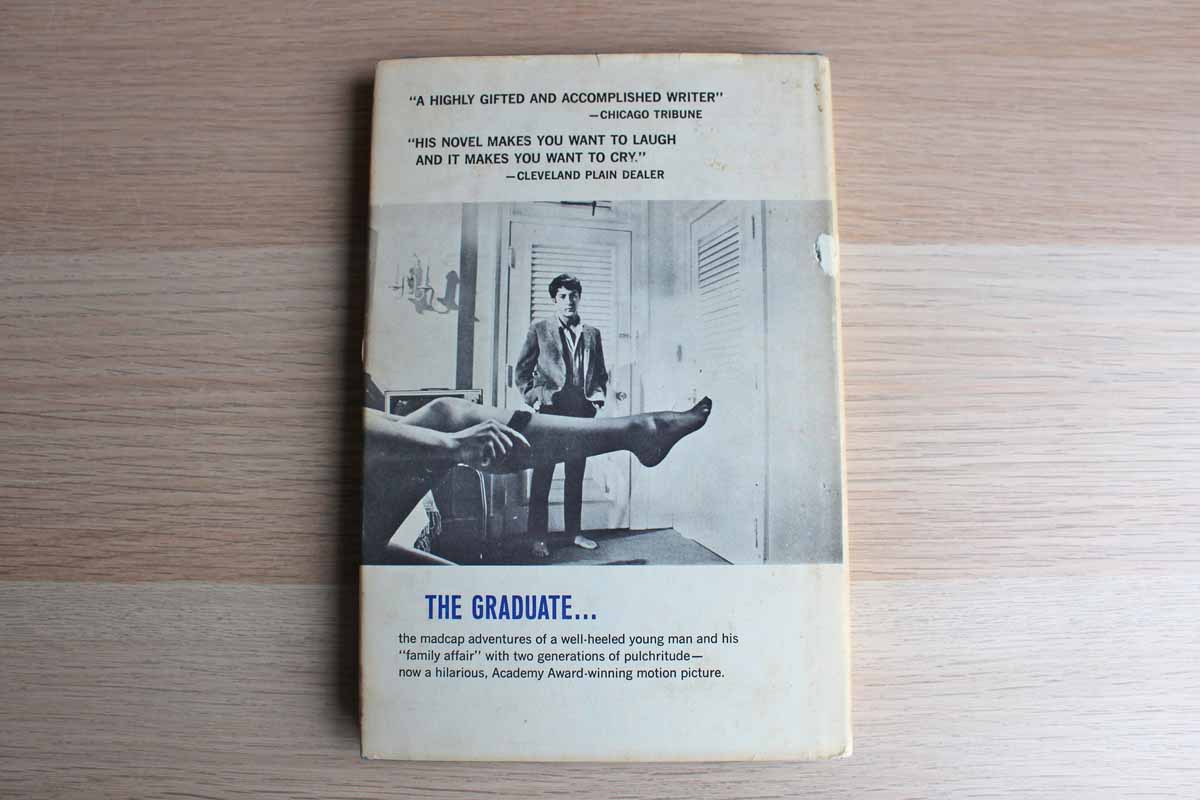 “A HIGHLY GIFTED AND ACCOMPLISHED WRITER”
—CHICAGO TRIBUNE
“HIS NOVEL MAKES YOU WANT TO LAUGH
AND IT MAKES YOU WANT TO CRY.”
—CLEVELAND PLAIN DEALER
THE GRADUATE...
the madcap adventures of a well-heeled young man and his
“family affair” with two generations of pulchritude—
now a hilarious, Academy Award-winning motion picture.